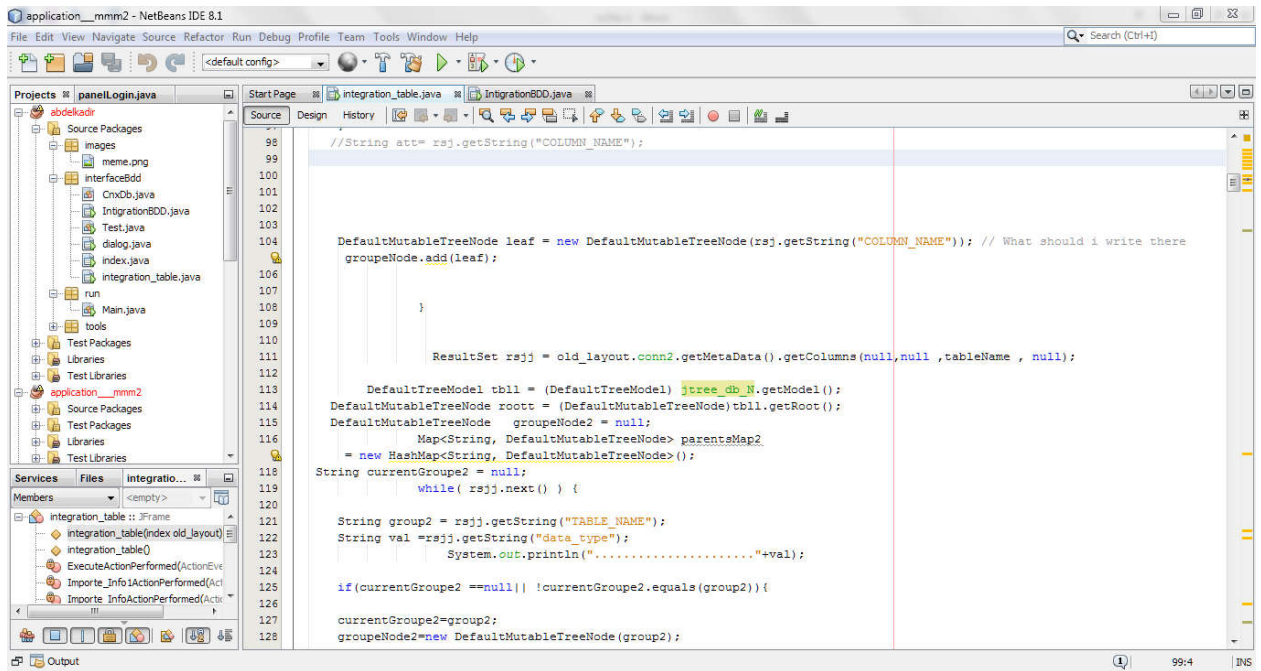 application__mmm2 - NetBeans IDE 8.1
File Edit View Navigate Source Refactor Run Debug Profile Team Tools Window Help
Search (Ctrl+I)
<default config>
Projects panelLogin.java
abdelkadir
Source Packages
images
meme.png
interfaceBdd
CnxDb.java
IntigrationBDD.java
Test.java
dialog.java
index.java
integration_table.java
run
Main.java
tools
Test Packages
Libraries
Test Libraries
application__mmm2
Source Packages
Test Packages
Libraries
Test Libraries
Services Files integratio...
Members <empty>
integration_table :: JFrame
integration_table(index old_layout)
integration_table()
ExecuteActionPerformed(ActionEve
Importe_Info1ActionPerformed(Act
Importe_InfoActionPerformed(Actic
Start Page integration_table.java IntigrationBDD.java
Source Design History
98 //String att= rsj.getString("COLUMN_NAME");
99
100
101
102
103
104 DefaultMutableTreeNode leaf = new DefaultMutableTreeNode(rsj.getString("COLUMN_NAME")); // What should i write there
groupeNode.add(leaf);
106
107
108 }
109
110
111 ResultSet rsjj = old_layout.conn2.getMetaData().getColumns(null,null ,tableName , null);
112
113 DefaultTreeModel tbll = (DefaultTreeModel) jtree_db_N.getModel();
114 DefaultMutableTreeNode roott = (DefaultMutableTreeNode)tbll.getRoot();
115 DefaultMutableTreeNode groupeNode2 = null;
116 Map<String, DefaultMutableTreeNode> parentsMap2
= new HashMap<String, DefaultMutableTreeNode>();
118 String currentGroupe2 = null;
119 while( rsjj.next() ) {
120
121 String group2 = rsjj.getString("TABLE_NAME");
122 String val =rsjj.getString("data_type");
123 System.out.println("......................"+val);
124
125 if(currentGroupe2 ==null|| !currentGroupe2.equals(group2)){
126
127 currentGroupe2=group2;
128 groupeNode2=new DefaultMutableTreeNode(group2);
Output
1
99:4
INS